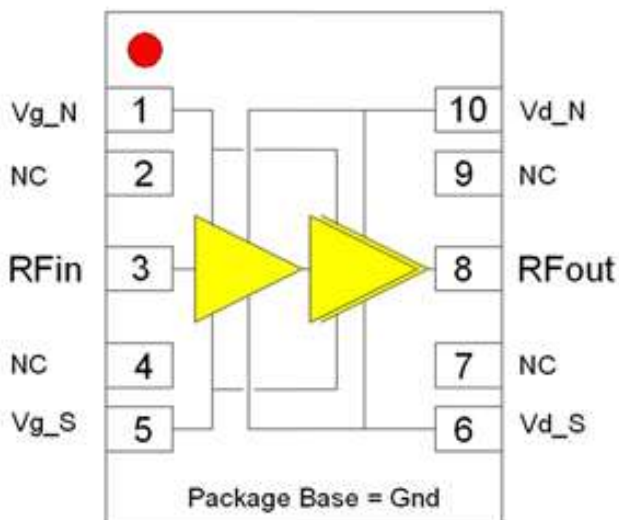 Vg_N 1 10 Vd_N
NC 2 9 NC
RFin 3 8 RFout
NC 4 7 NC
Vg_S 5 6 Vd_S
Package Base = Gnd